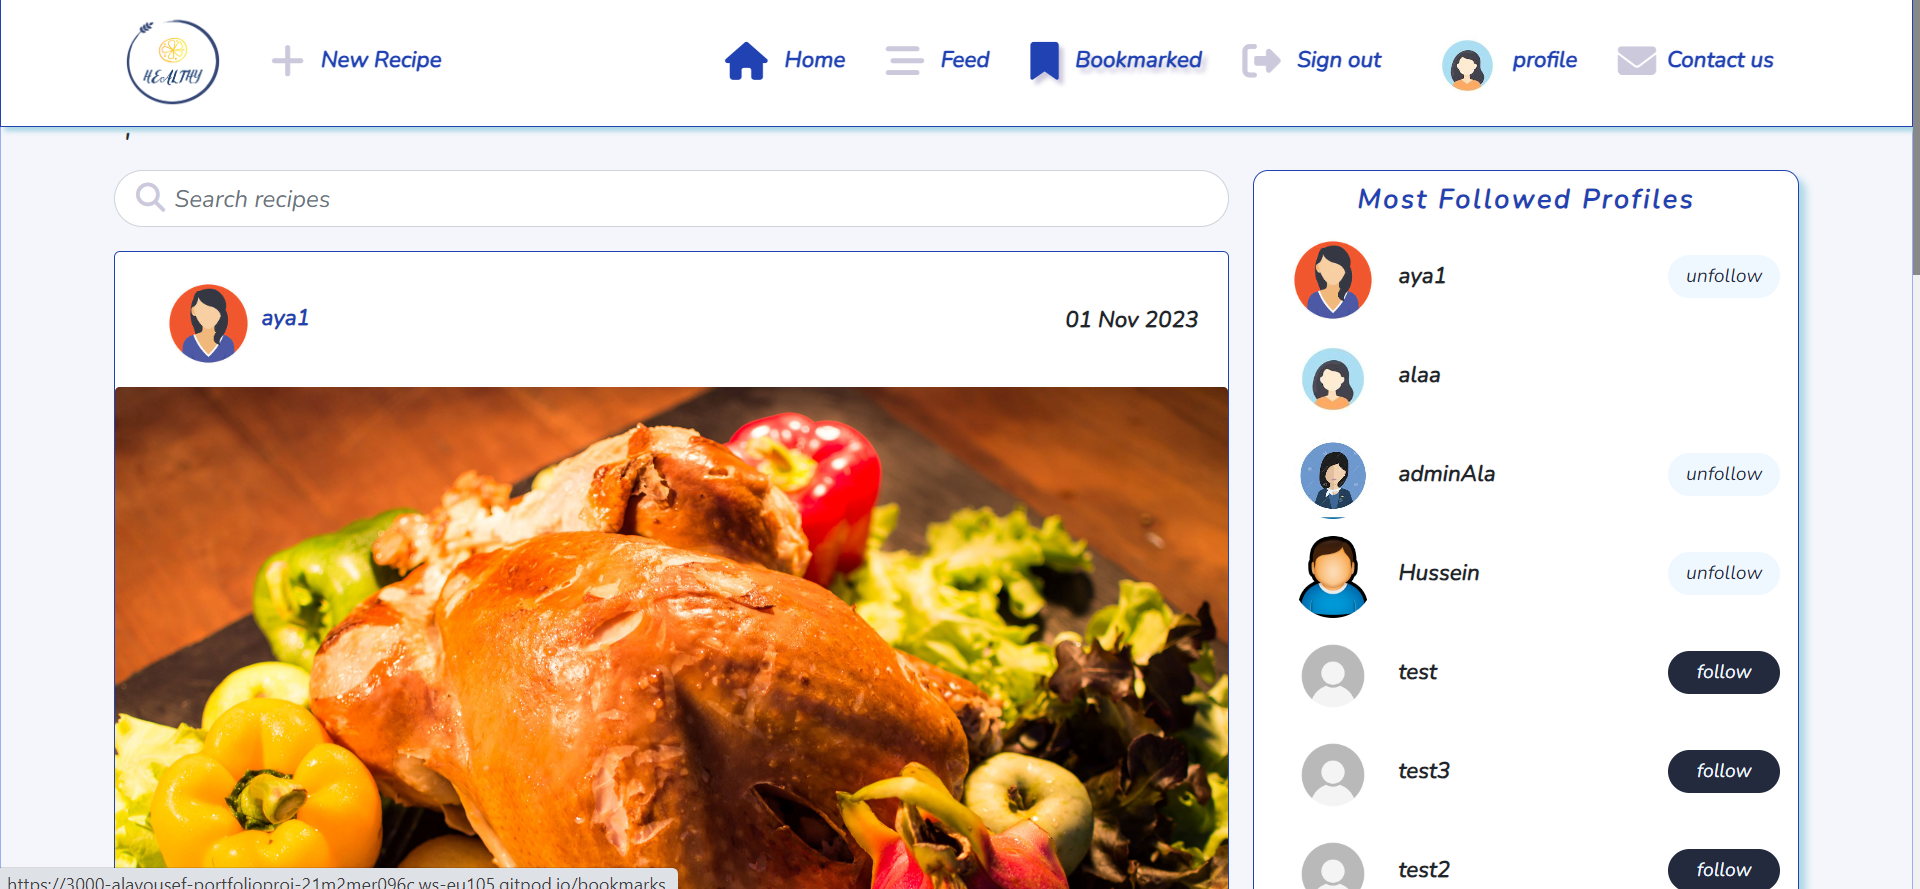 HEALTHY
New Recipe
Home
Feed
Bookmarked
Sign out
profile
Contact us
Search recipes
aya1
01 Nov 2023
Most Followed Profiles
aya1
unfollow
alaa
adminAla
unfollow
Hussein
unfollow
test
follow
test3
follow
test2
follow
https://3000-alayousef-portfolioproj-21m2mer096c.ws-eu105.gitpod.io/bookmarks